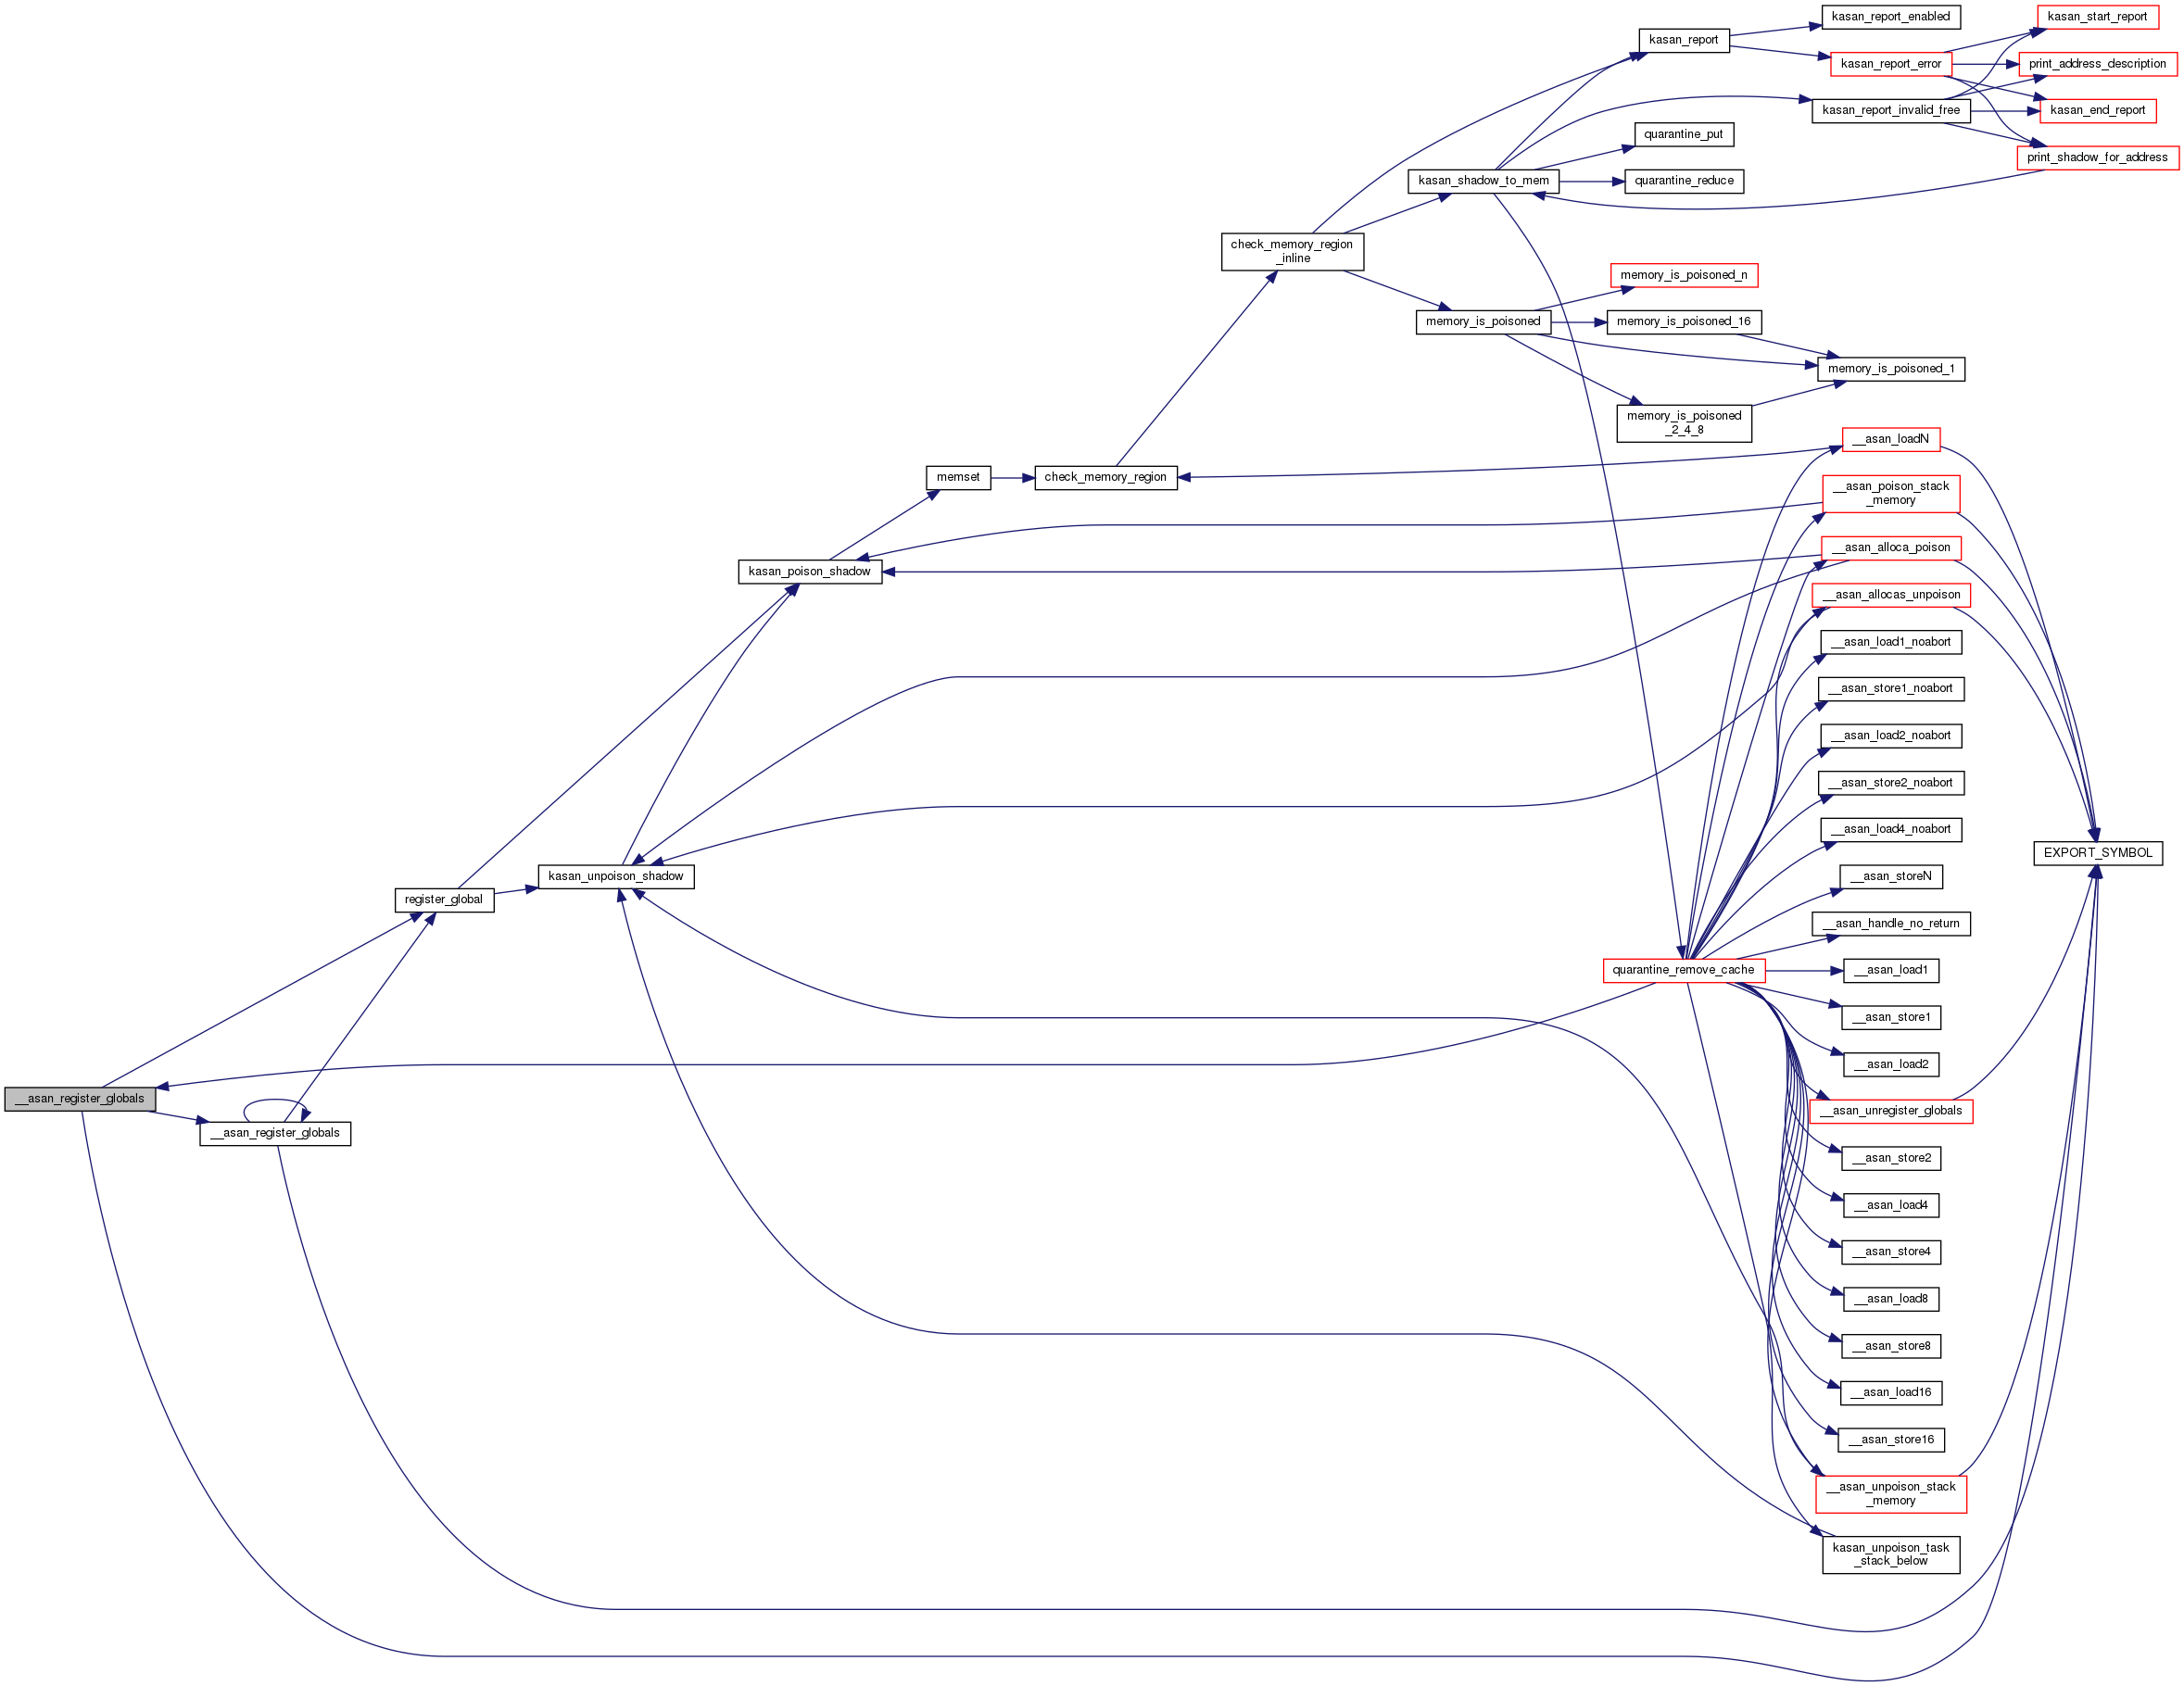 kasan_report_enabled
kasan_start_report
kasan_report
kasan_report_error
print_address_description
kasan_report_invalid_free
kasan_end_report
quarantine_put
print_shadow_for_address
kasan_shadow_to_mem
quarantine_reduce
check_memory_region
_inline
memory_is_poisoned_n
memory_is_poisoned
memory_is_poisoned_16
memory_is_poisoned_1
memory_is_poisoned
_2_4_8
__asan_loadN
memset
check_memory_region
__asan_poison_stack
_memory
__asan_alloca_poison
kasan_poison_shadow
__asan_allocas_unpoison
__asan_load1_noabort
__asan_store1_noabort
__asan_load2_noabort
__asan_store2_noabort
__asan_load4_noabort
EXPORT_SYMBOL
kasan_unpoison_shadow
__asan_storeN
register_global
__asan_handle_no_return
quarantine_remove_cache
__asan_load1
__asan_store1
__asan_load2
__asan_register_globals
__asan_unregister_globals
__asan_register_globals
__asan_store2
__asan_load4
__asan_store4
__asan_load8
__asan_store8
__asan_load16
__asan_store16
__asan_unpoison_stack
_memory
kasan_unpoison_task
_stack_below